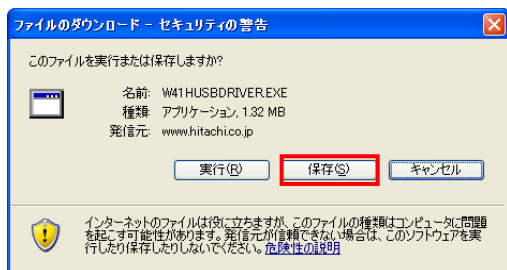 ファイルのダウンロード - セキュリティの警告
このファイルを実行または保存しますか?
名前: W41HUSBDRIVER.EXE
種類: アプリケーション, 1.32 MB
発信元: www.hitachi.co.jp
実行(R) 保存(S) キャンセル
インターネットのファイルは役に立ちますが、このファイルの種類はコンピュータに問題
を起こす可能性があります。発信元が信頼できない場合は、このソフトウェアを実
行したり保存したりしないでください。危険性の説明